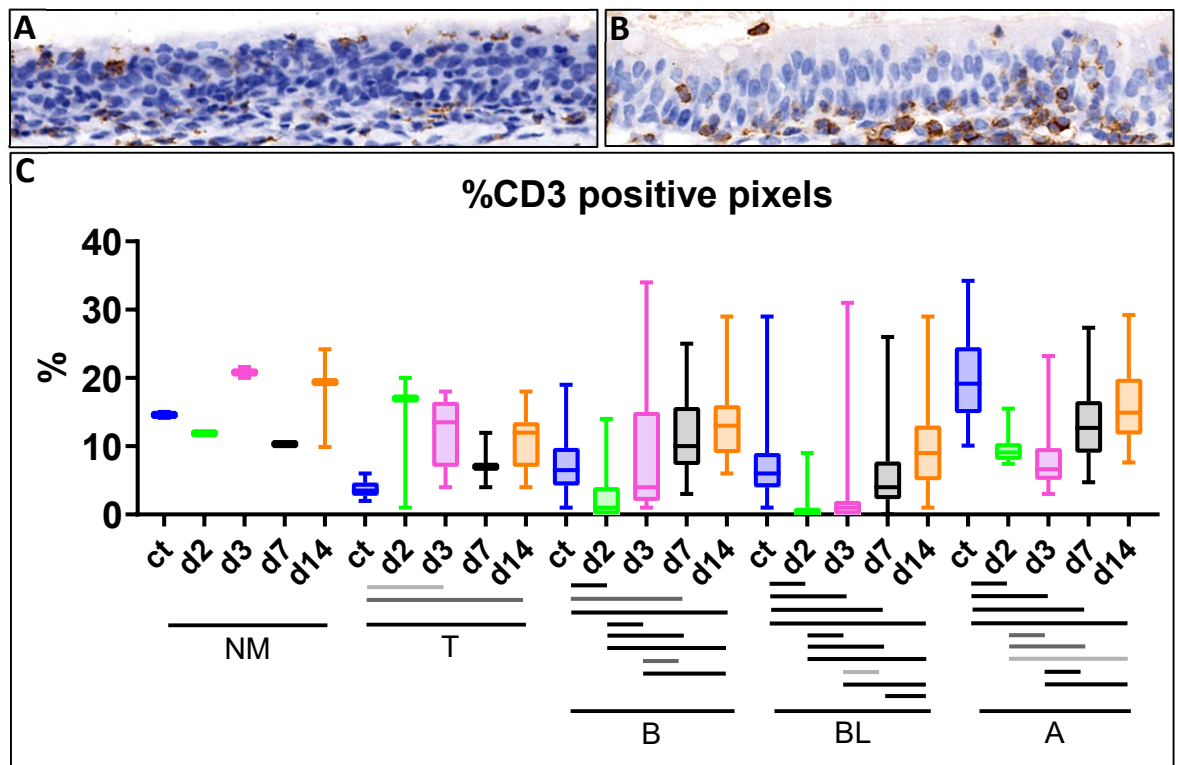 A
B
C
%CD3 positive pixels
40
30
20
10
0
%
ct d2 d3 d7 d14 ct d2 d3 d7 d14 ct d2 d3 d7 d14 ct d2 d3 d7 d14 ct d2 d3 d7 d14
NM T B BL A